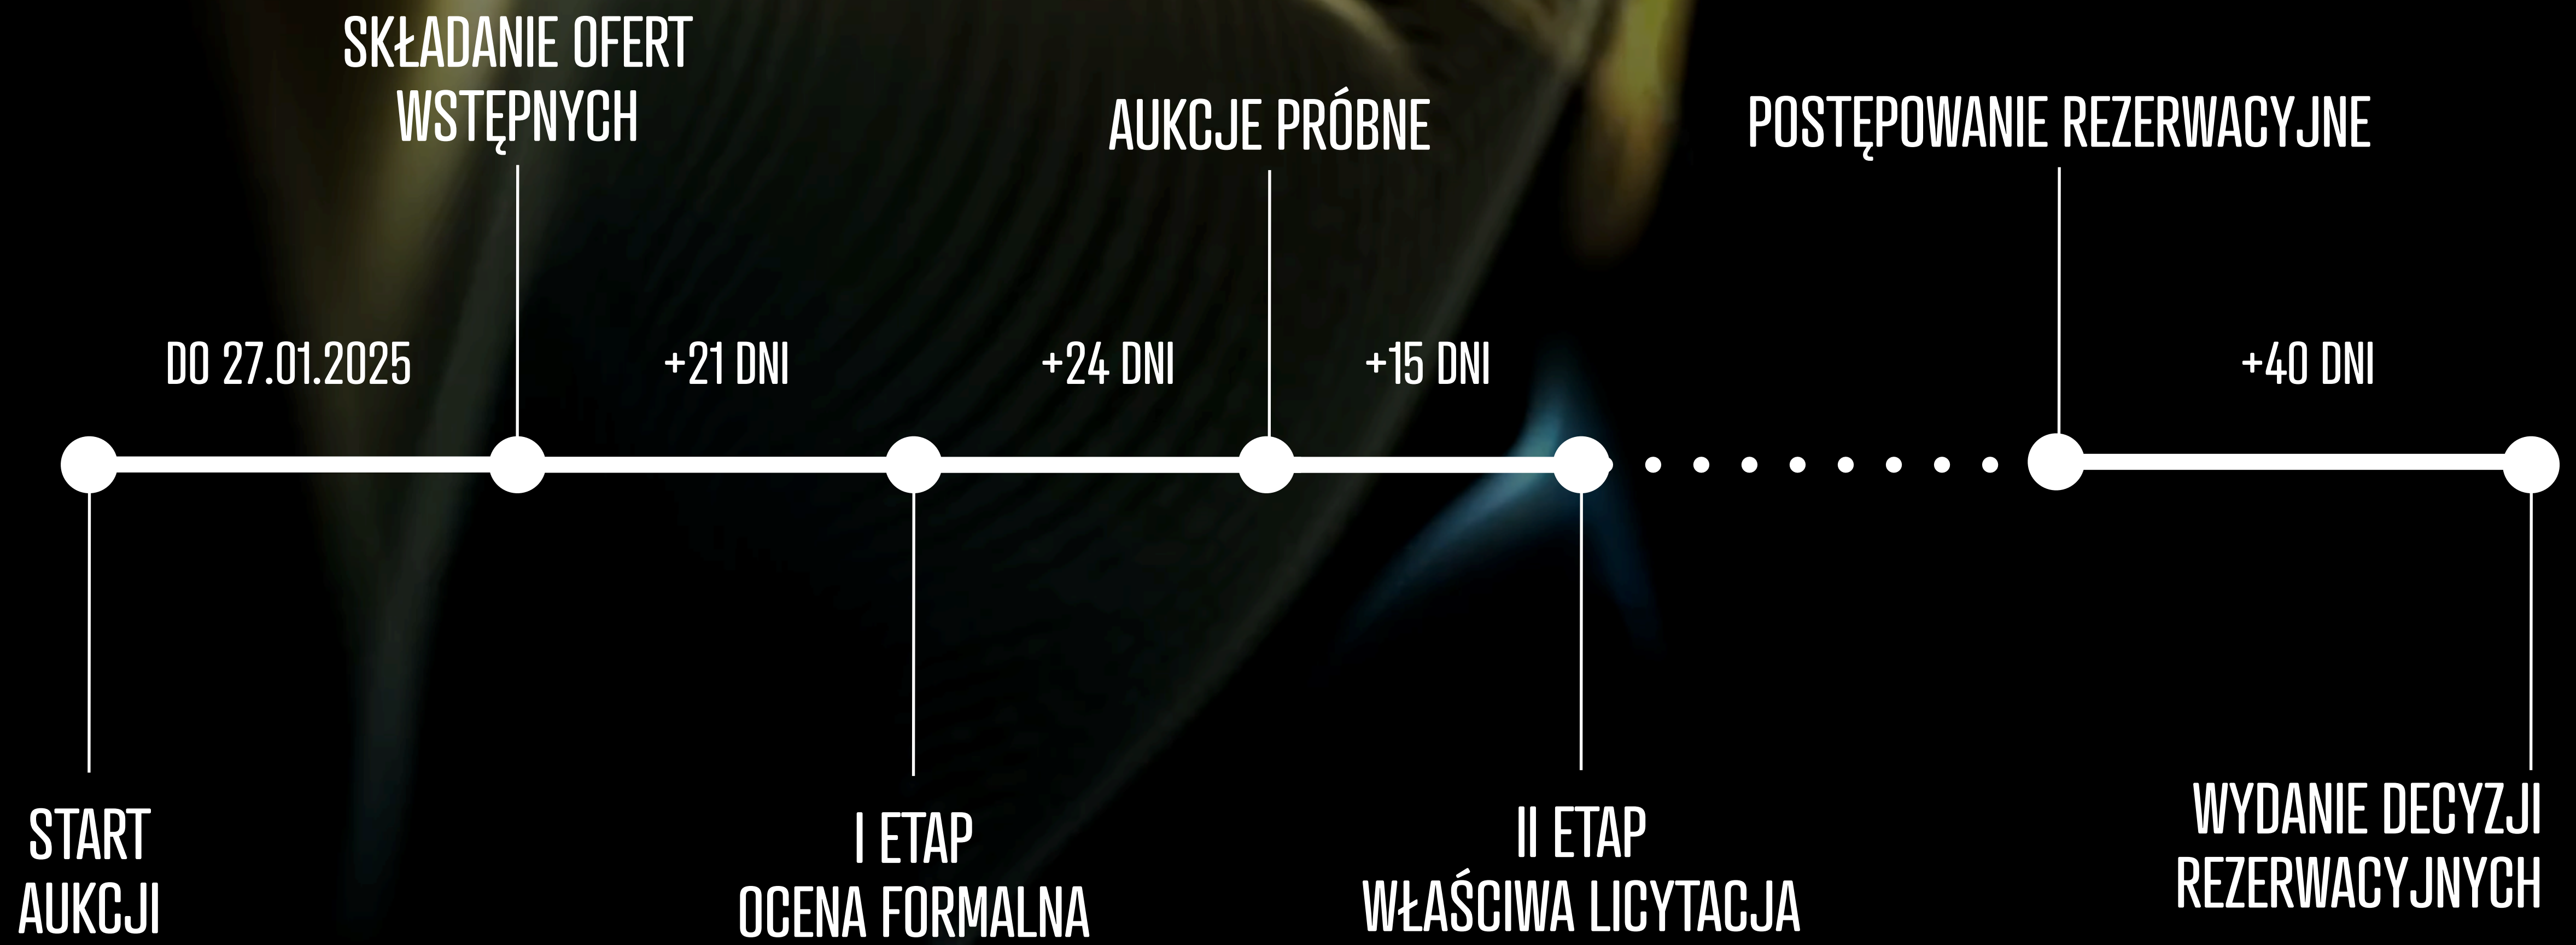 SKŁADANIE OFERT
WSTĘPNYCH
AUKCJE PRÓBNE
POSTĘPOWANIE REZERWACYJNE
DO 27.01.2025
+21 DNI
+24 DNI
+15 DNI
+40 DNI
START
AUKCJI
I ETAP
OCENA FORMALNA
II ETAP
WŁAŚCIWA LICYTACJA
WYDANIE DECYZJI
REZERWACYJNYCH